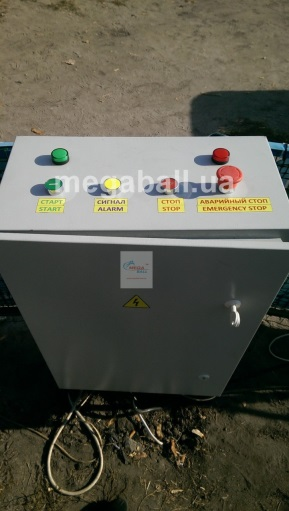 megaball.ua
СТАРТ
START
СИГНАЛ
ALARM
СТОП
STOP
АВАРИЙНЫЙ СТОП
EMERGENCY STOP